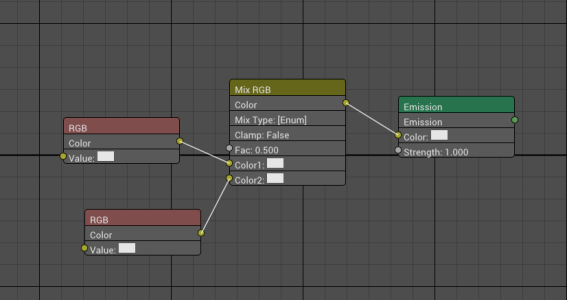 RGB
Color
Value:
RGB
Color
Value:
Mix RGB
Color
Mix Type: [Enum]
Clamp: False
Fac: 0.500
Color1:
Color2:
Emission
Emission
Color:
Strength: 1.000